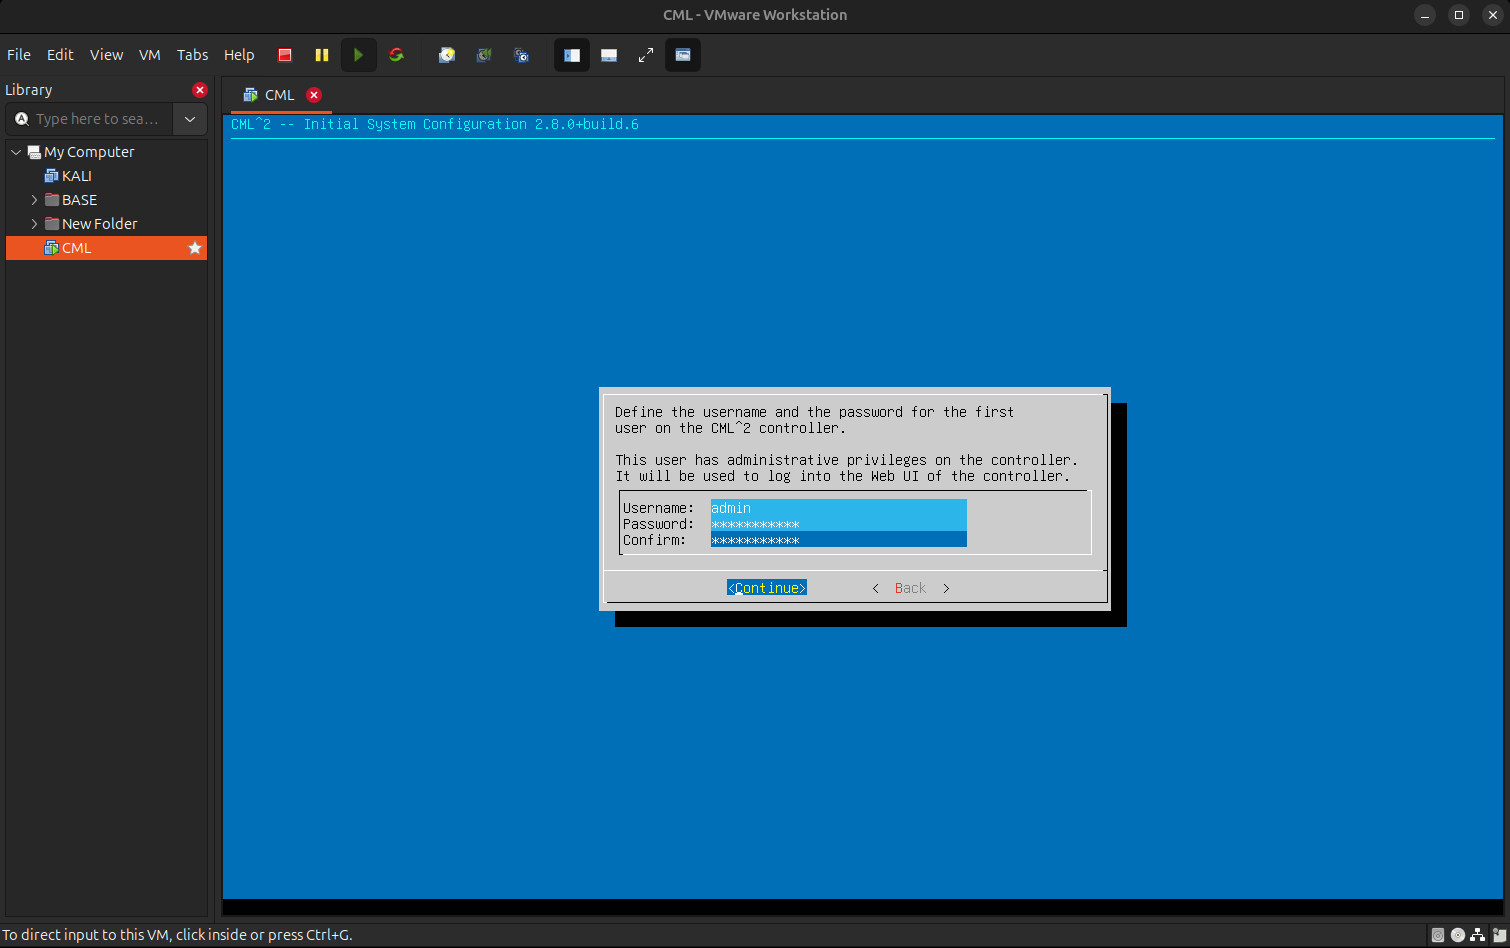 CML - VMware Workstation
File Edit View VM Tabs Help
Library
Type here to sea...
My Computer
KALI
BASE
New Folder
CML
CML
CML^2 -- Initial System Configuration 2.8.0+build.6
Define the username and the password for the first
user on the CML^2 controller.
This user has administrative privileges on the controller.
It will be used to log into the Web UI of the controller.
Username: admin
Password: ***********
Confirm: ***********
<Continue> < Back >
To direct input to this VM, click inside or press Ctrl+G.